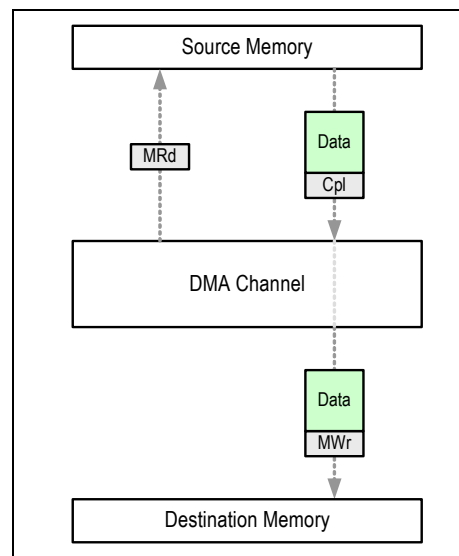 Source Memory
MRd
Data
Cpl
DMA Channel
Data
MWr
Destination Memory